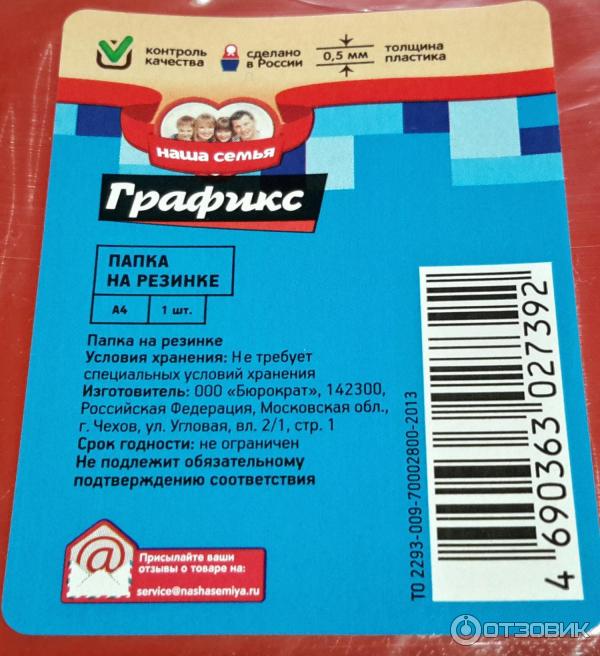 контроль
качества
сделано
в России
0,5 мм
толщина
пластика
наша семья
Графикс
ПАПКА
НА РЕЗИНКЕ
А4
1 шт.
Папка на резинке
Условия хранения: Не требует
специальных условий хранения
Изготовитель: ООО «Бюрократ», 142300,
Российская Федерация, Московская обл.,
г. Чехов, ул. Угловая, вл. 2/1, стр. 1
Срок годности: не ограничен
Не подлежит обязательному
подтверждению соответствия
@
Присылайте ваши
отзывы о товаре на:
service@nashasemiya.ru
ТО 2293-009-70002800-2013
4 690363 027392
ОТЗОВИК